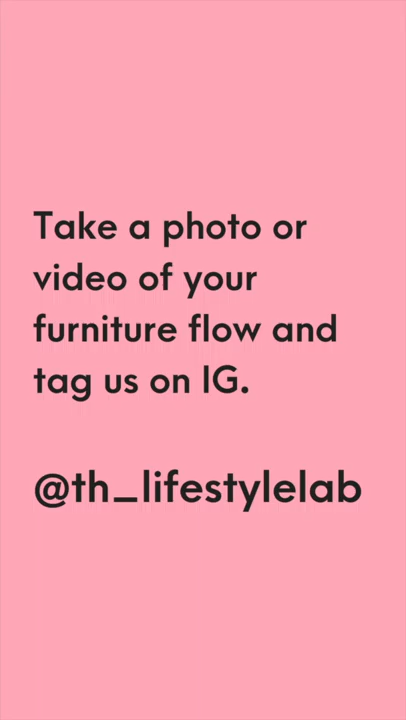 Take a photo or
video of your
furniture flow and
tag us on IG.
@th_lifestylelab